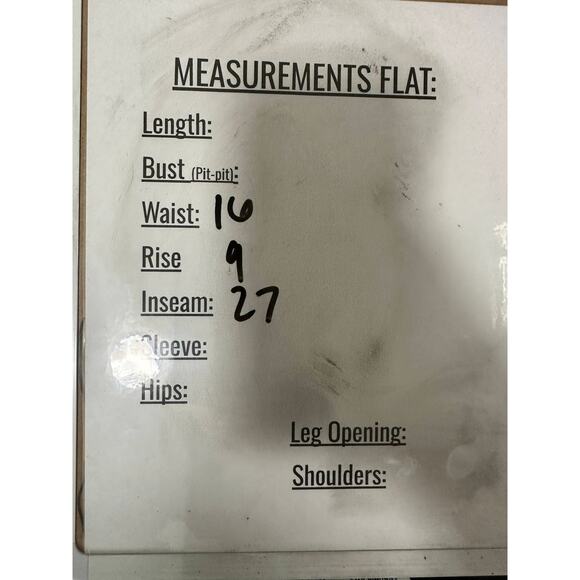 MEASUREMENTS FLAT:
Length:
Bust (Pit-pit):
Waist: 16
Rise 9
Inseam: 27
Sleeve:
Hips:
Leg Opening:
Shoulders: